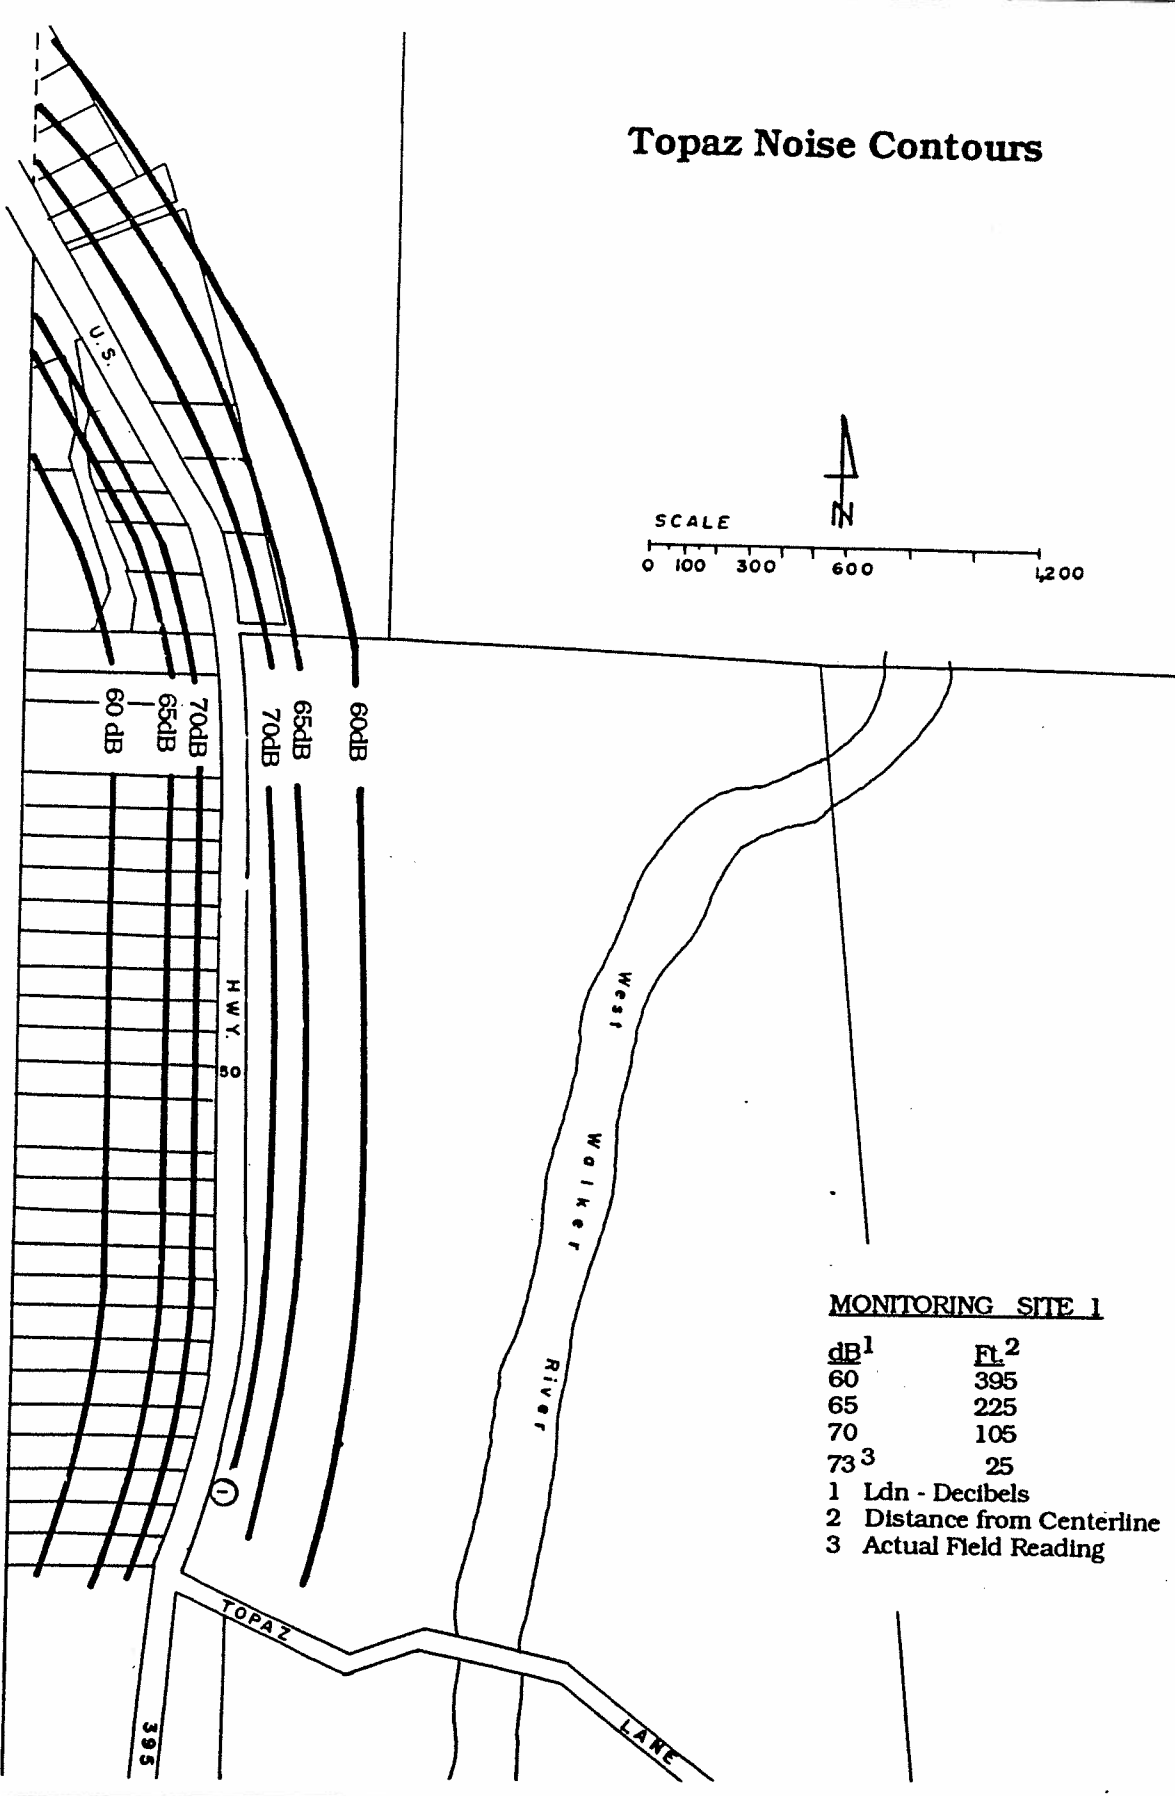 Topaz Noise Contours
U.S.
N
SCALE
0 100 300 600 1,200
60 dB 65dB 70dB 70dB 65dB 60dB
HWY.
50
West
Walker
River
MONITORING SITE 1
dB1 Ft.2
60 395
65 225
70 105
73 3 25
1 Ldn - Decibels
2 Distance from Centerline
3 Actual Field Reading
1
TOPAZ
LANE
395